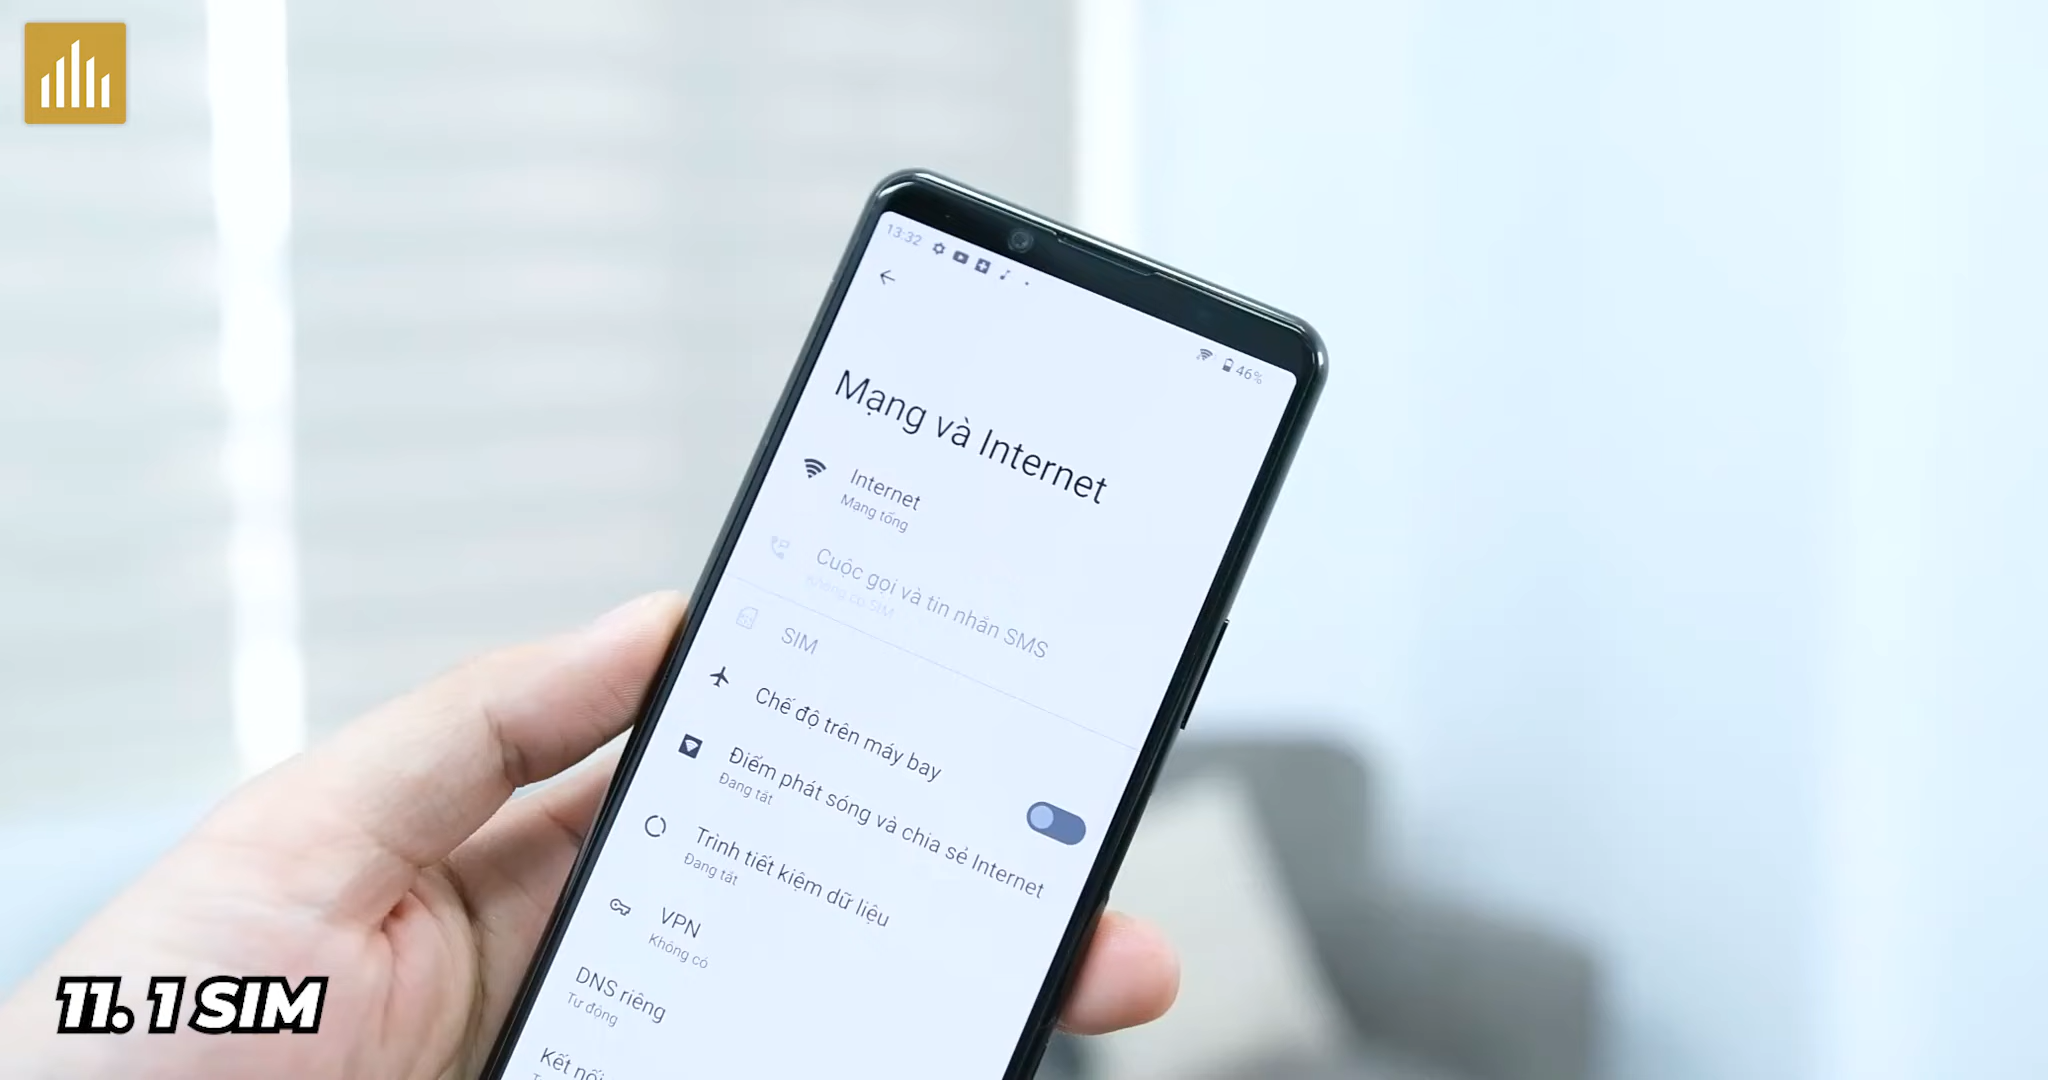 13:32
46%
Mạng và Internet
Internet
Mạng tổng
Cuộc gọi và tin nhắn SMS
Không có SIM
SIM
Chế độ trên máy bay
Điểm phát sóng và chia sẻ Internet
Đang tắt
Trình tiết kiệm dữ liệu
Đang tắt
VPN
Không có
DNS riêng
Tự động
Kết nối
11. 1 SIM